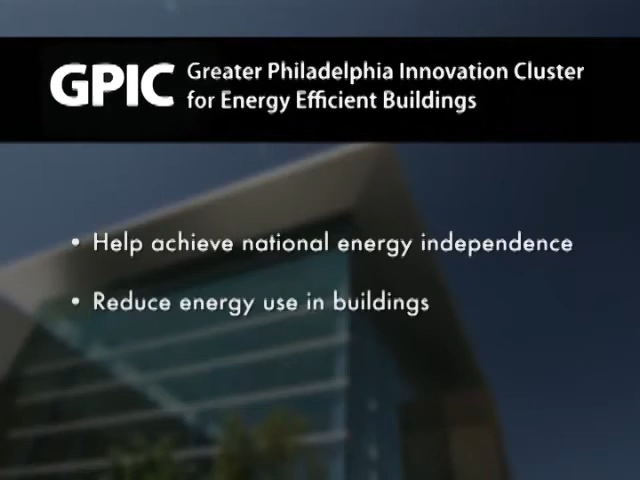 GPIC Greater Philadelphia Innovation Cluster
for Energy Efficient Buildings
• Help achieve national energy independence
• Reduce energy use in buildings